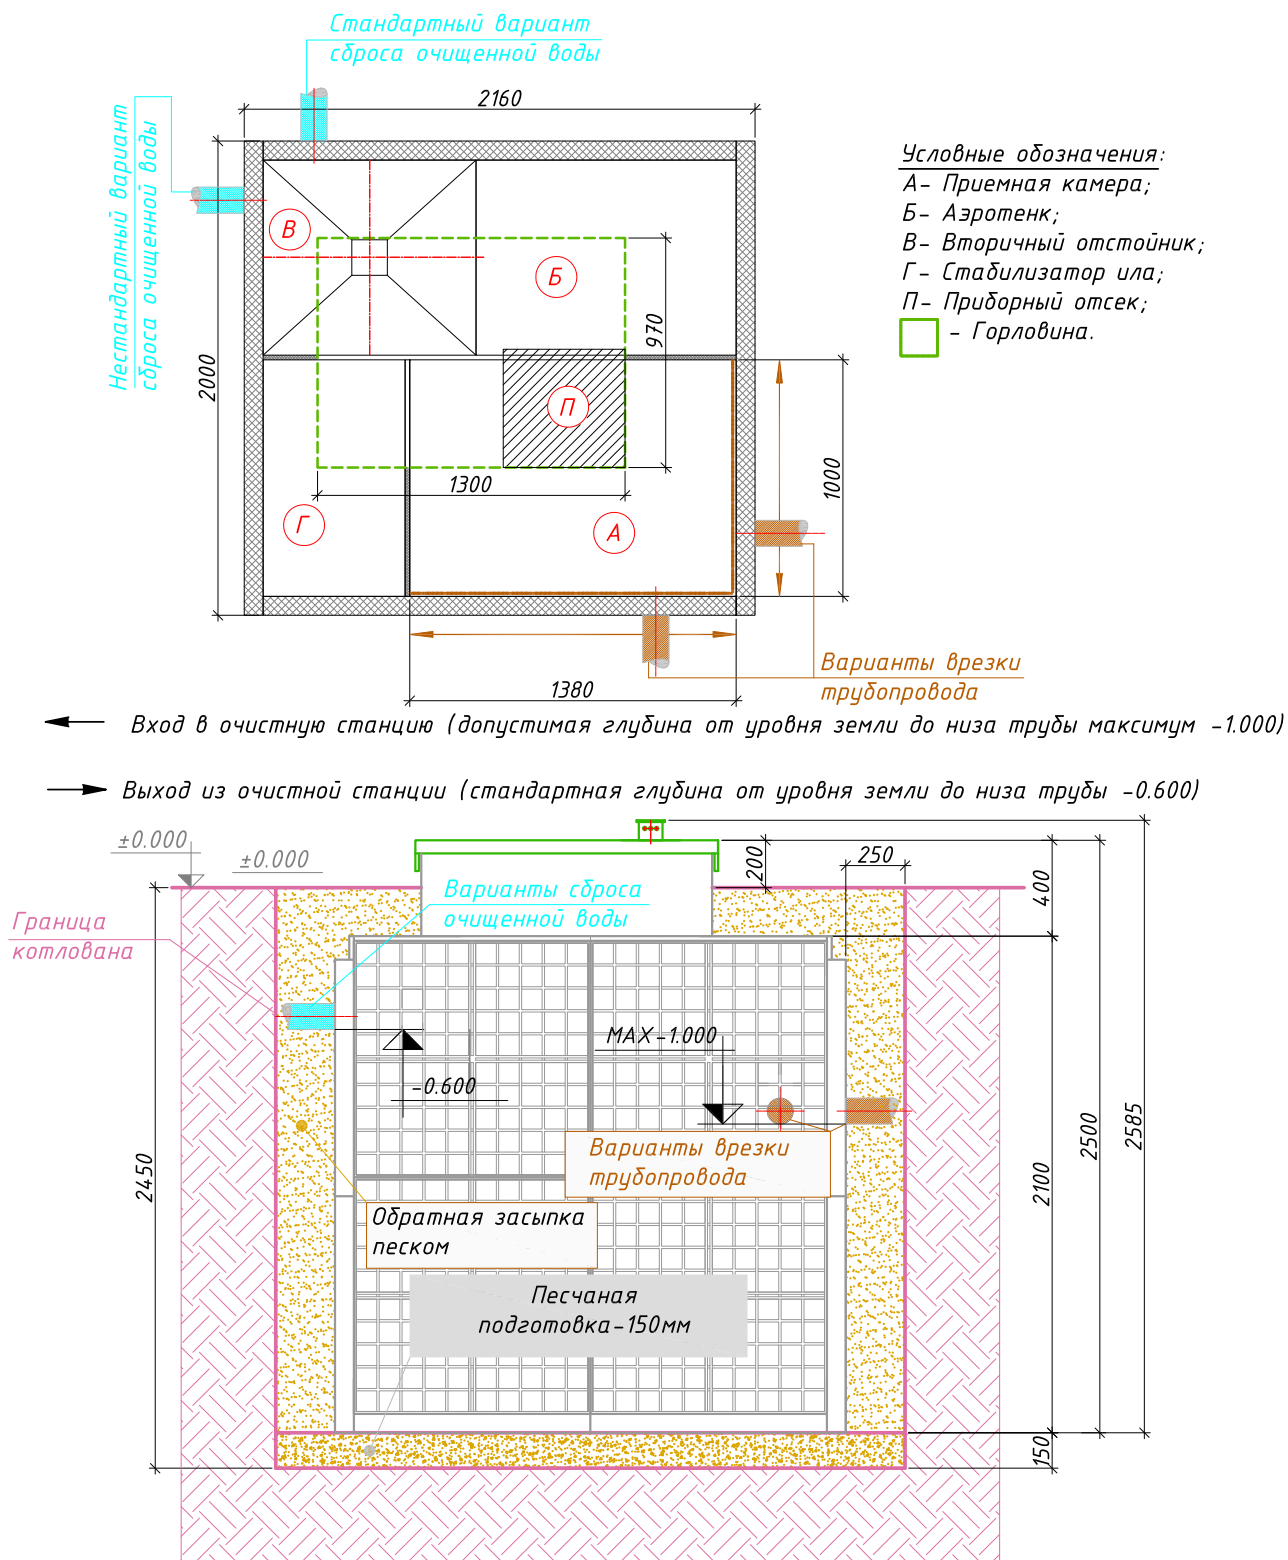 Стандартный вариант
сброса очищенной воды
2160
Нестандартный вариант
сброса очищенной воды
2000
В
Б
П
Г
А
970
1300
1000
1380
Условные обозначения:
А- Приемная камера;
Б- Аэротенк;
В- Вторичный отстойник;
Г- Стабилизатор ила;
П- Приборный отсек;
- Горловина.
Варианты врезки
трубопровода
Вход в очистную станцию (допустимая глубина от уровня земли до низа трубы максимум -1.000)
Выход из очистной станции (стандартная глубина от уровня земли до низа трубы -0.600)
±0.000
±0.000
200
250
400
Варианты сброса
очищенной воды
Граница
котлована
MAX-1.000
-0.600
Варианты врезки
трубопровода
2450
2100
2500
2585
Обратная засыпка
песком
Песчаная
подготовка-150мм
150